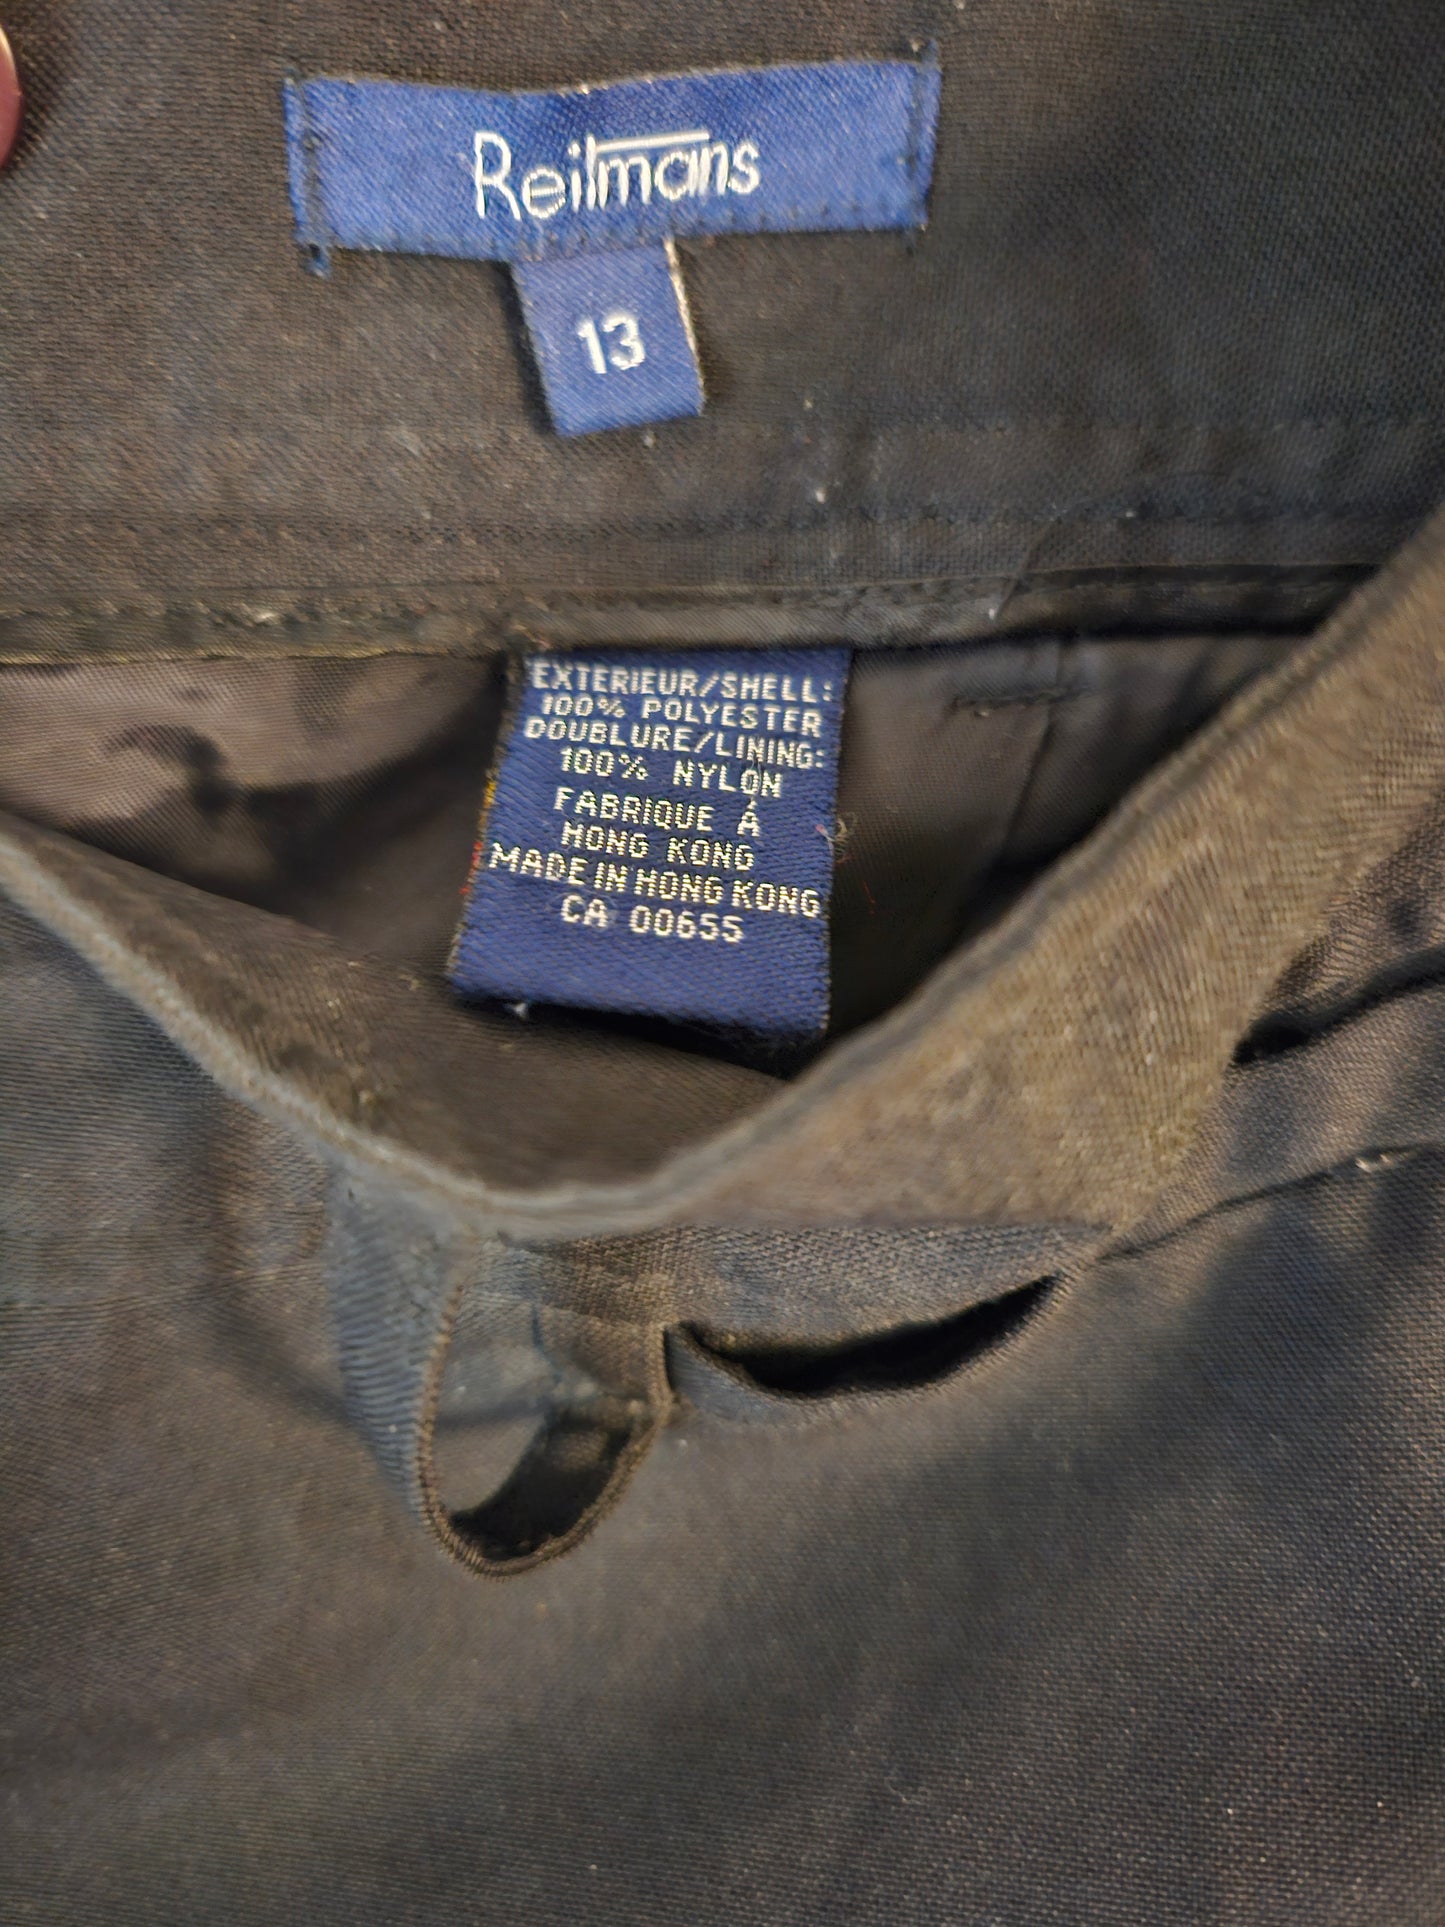 Reitmans
13
EXTERIEUR/SHELL:
100% POLYESTER
DOUBLURE/LINING:
100% NYLON
FABRIQUE À
HONG KONG
MADE IN HONG KONG
CA 00655